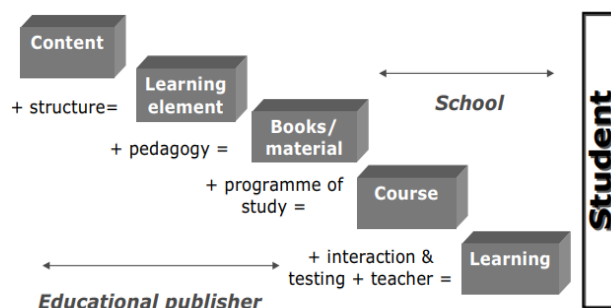 Content
+ structure=
Learning
element
+ pedagogy =
Books/
material
School
+ programme of
study =
Course
+ interaction &
testing + teacher =
Learning
Educational publisher
Student